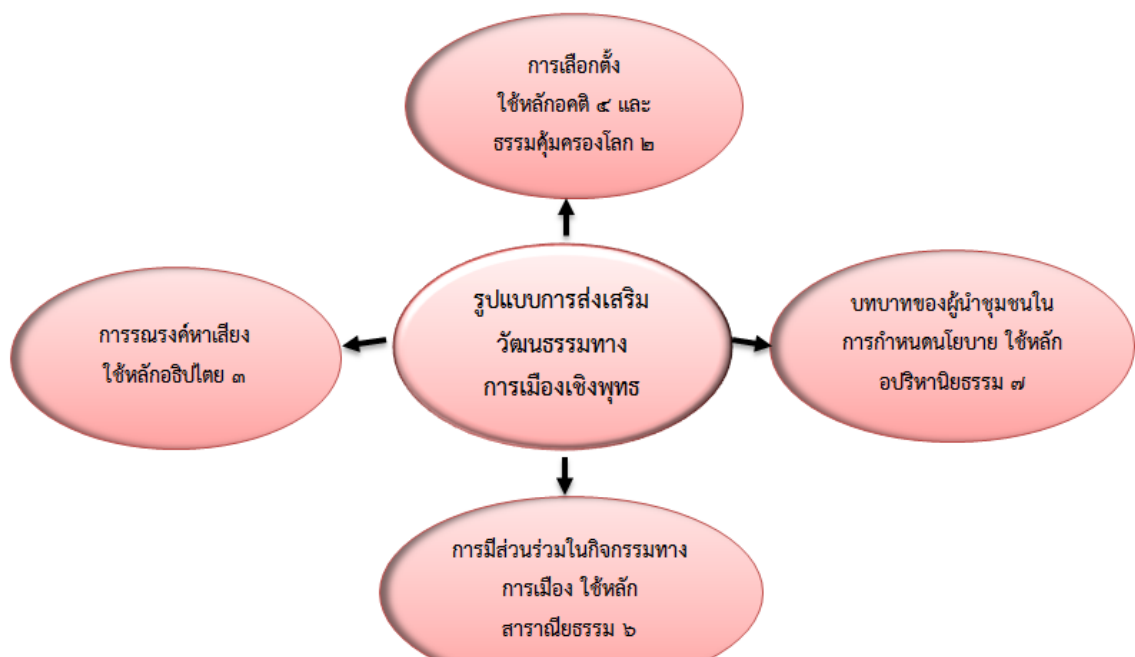 การเลือกตั้ง
ใช้หลักอคติ ๔ และ
ธรรมคุ้มครองโลก ๒
รูปแบบการส่งเสริม
วัฒนธรรมทาง
การเมืองเชิงพุทธ
การรณรงค์หาเสียง
ใช้หลักอธิปไตย ๓
บทบาทของผู้นำชุมชนใน
การกำหนดนโยบาย ใช้หลัก
อปริหานิยธรรม ๗
การมีส่วนร่วมในกิจกรรมทาง
การเมือง ใช้หลัก
สาราณียธรรม ๖